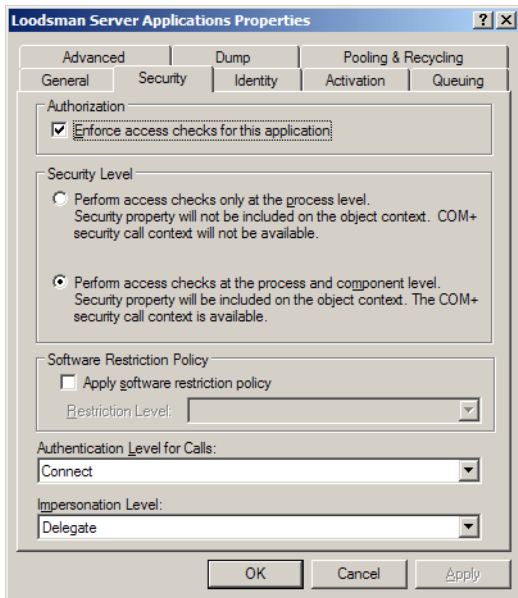 Loodsman Server Applications Properties
Advanced Dump Pooling & Recycling
General Security Identity Activation Queuing
Authorization
Enforce access checks for this application
Security Level
Perform access checks only at the process level.
Security property will not be included on the object context. COM+
security call context will not be available.
Perform access checks at the process and component level.
Security property will be included on the object context. The COM+
security call context is available.
Software Restriction Policy
Apply software restriction policy
Restriction Level:
Authentication Level for Calls:
Connect
Impersonation Level:
Delegate
OK Cancel Apply